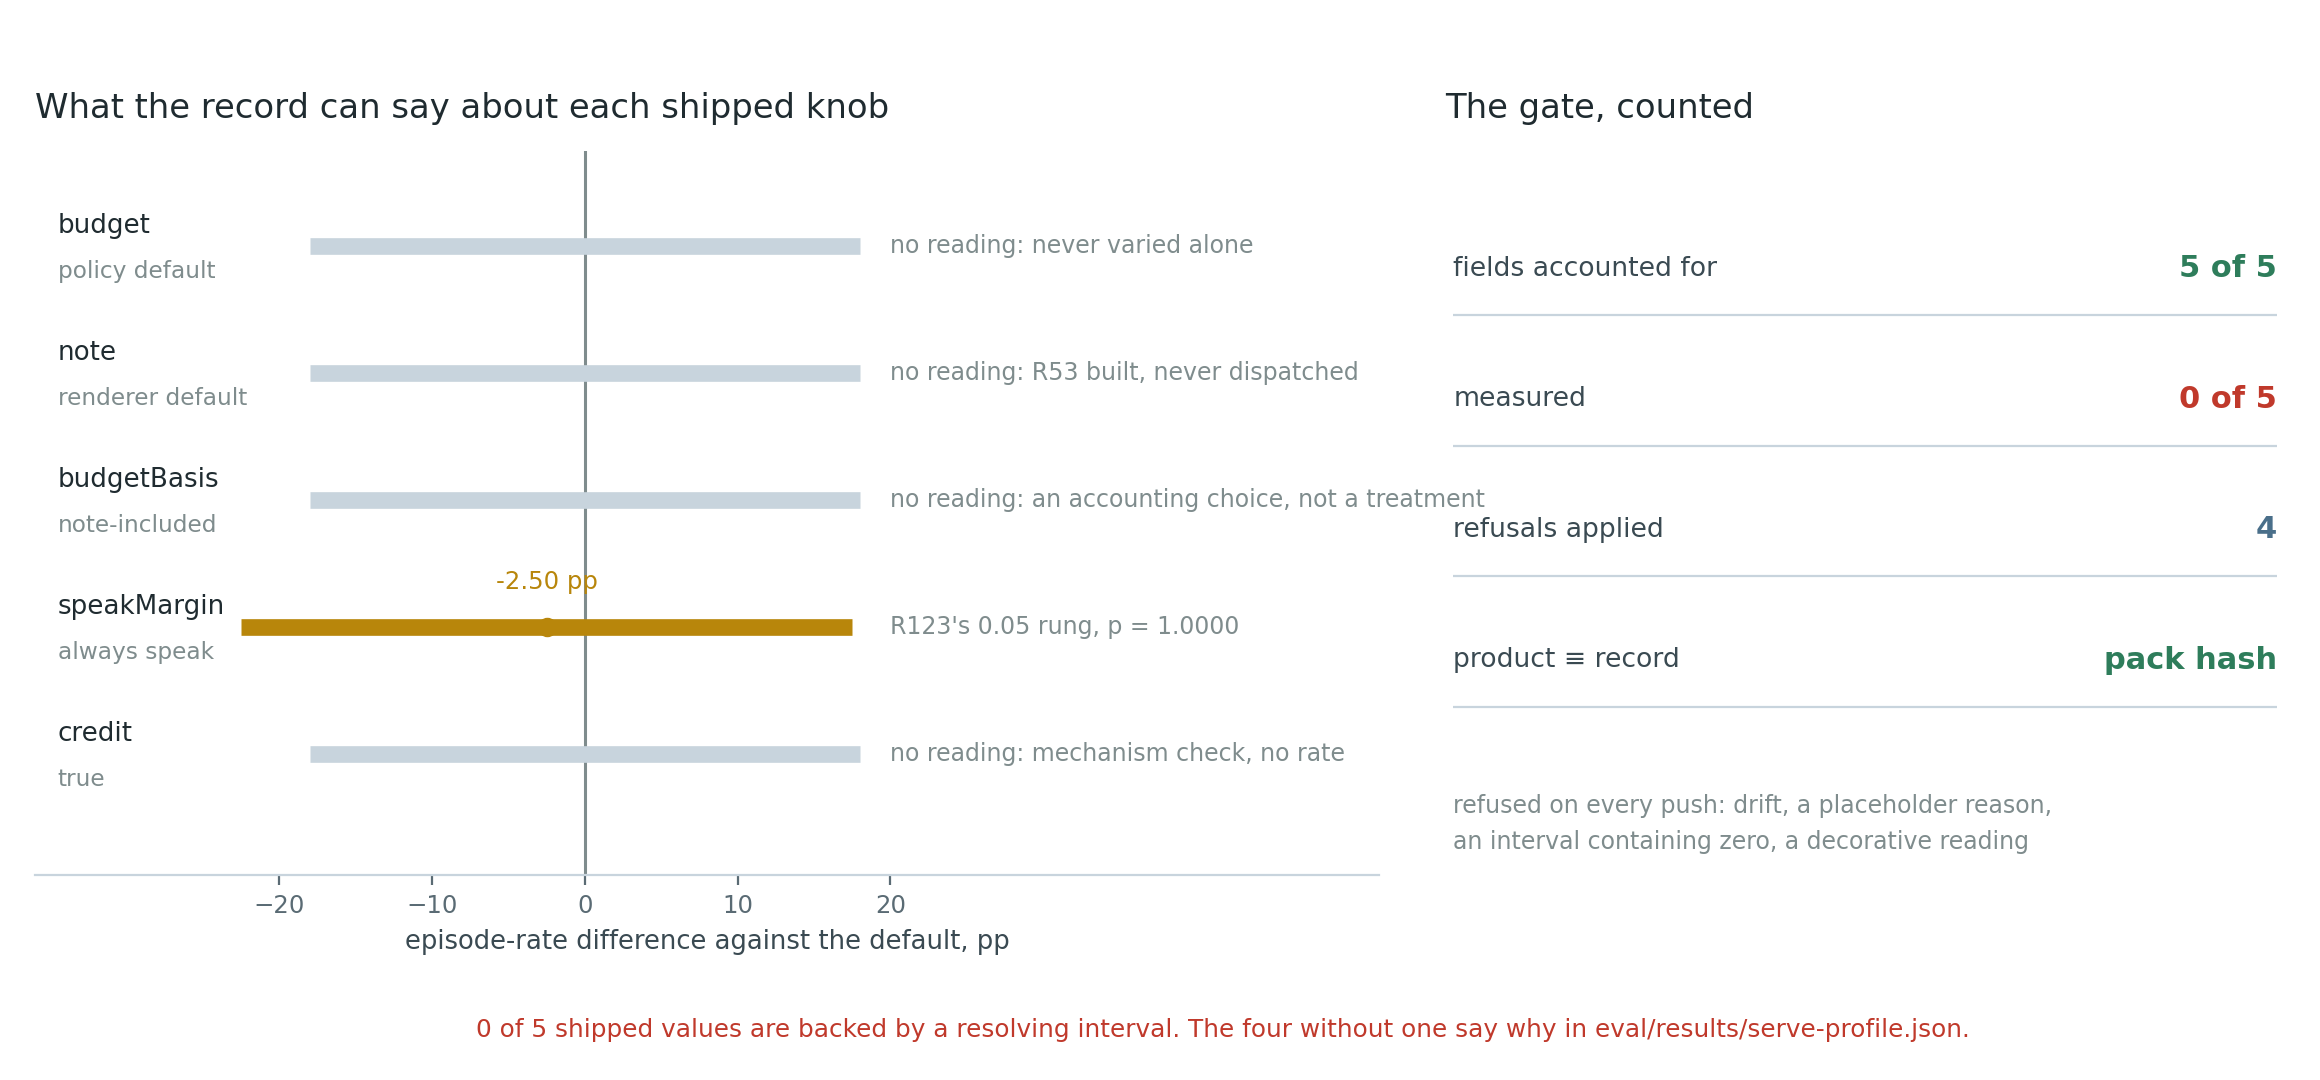 What the record can say about each shipped knob
budget
policy default
no reading: never varied alone
note
renderer default
no reading: R53 built, never dispatched
budgetBasis
note-included
no reading: an accounting choice, not a treatment
-2.50 pp
speakMargin
always speak
R123's 0.05 rung, p = 1.0000
credit
true
no reading: mechanism check, no rate
−20 −10 0 10 20
episode-rate difference against the default, pp
The gate, counted
fields accounted for 5 of 5
measured 0 of 5
refusals applied 4
product ≡ record pack hash
refused on every push: drift, a placeholder reason,
an interval containing zero, a decorative reading
0 of 5 shipped values are backed by a resolving interval. The four without one say why in eval/results/serve-profile.json.